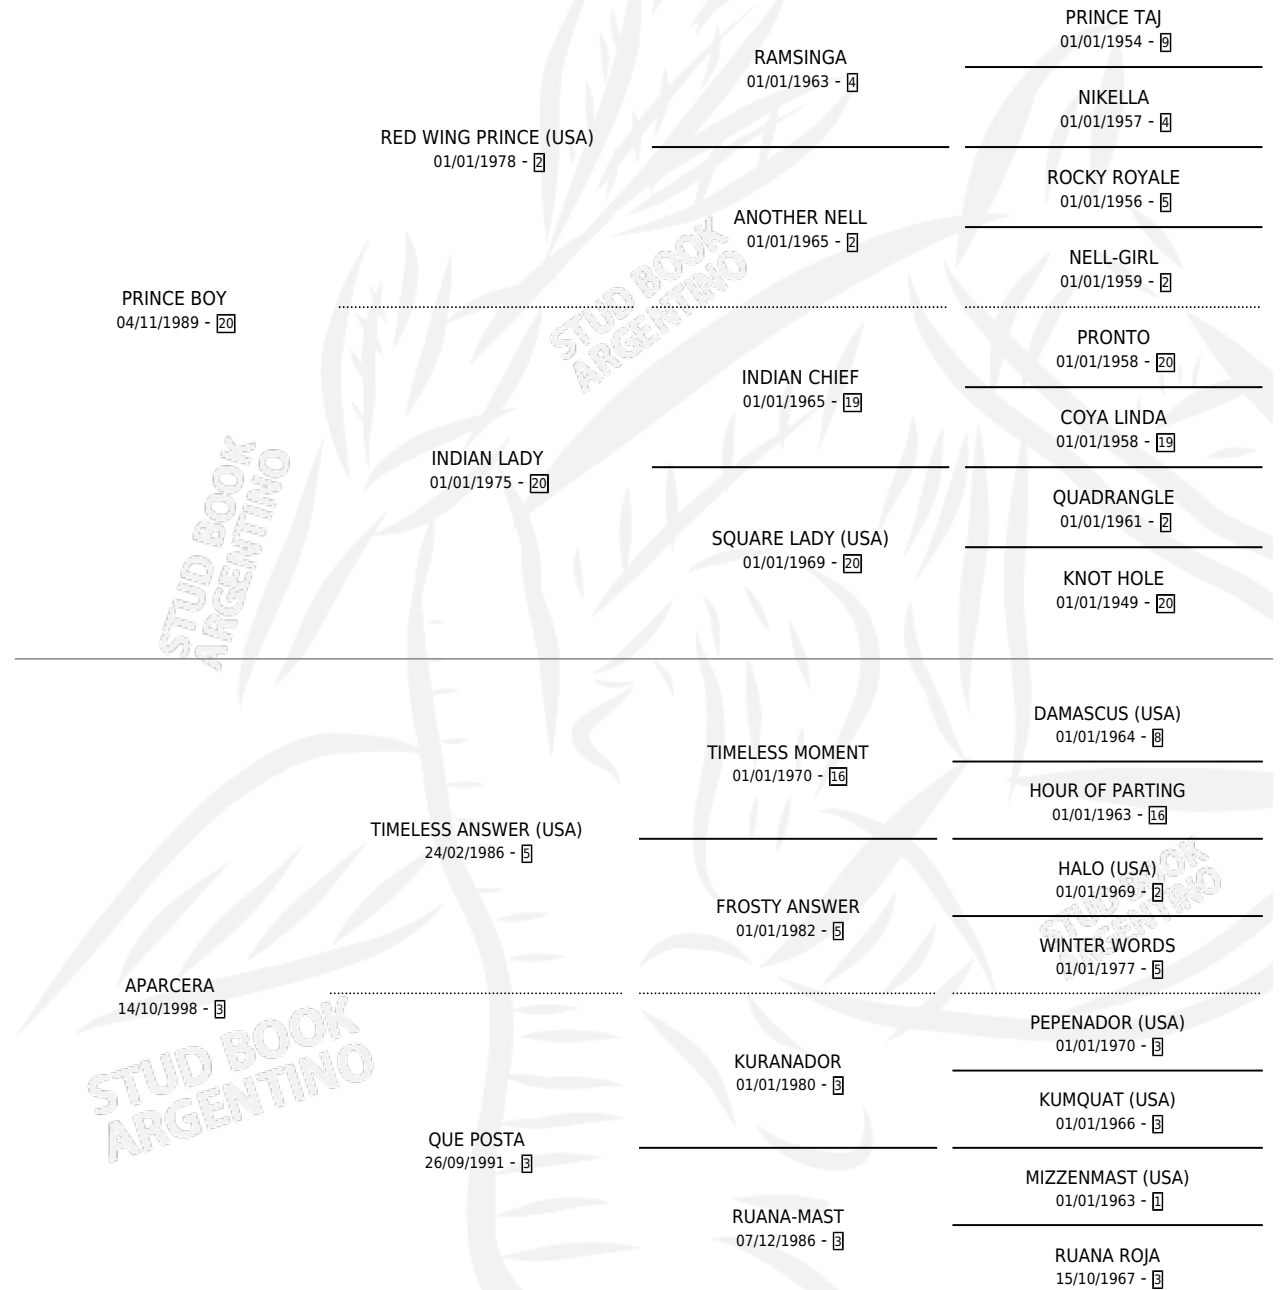 PRINCE TAJ
01/01/1954 - 9
RAMSINGA
01/01/1963 - 4
NIKELLA
01/01/1957 - 4
RED WING PRINCE (USA)
01/01/1978 - 2
ROCKY ROYALE
01/01/1956 - 5
ANOTHER NELL
01/01/1965 - 2
NELL-GIRL
01/01/1959 - 2
PRINCE BOY
04/11/1989 - 20
PRONTO
01/01/1958 - 20
INDIAN CHIEF
01/01/1965 - 19
COYA LINDA
01/01/1958 - 19
INDIAN LADY
01/01/1975 - 20
QUADRANGLE
01/01/1961 - 2
SQUARE LADY (USA)
01/01/1969 - 20
KNOT HOLE
01/01/1949 - 20
STUD BOOK
ARGENTINO
STUD BOOK
ARGENTINO
DAMASCUS (USA)
01/01/1964 - 8
TIMELESS MOMENT
01/01/1970 - 16
HOUR OF PARTING
01/01/1963 - 16
TIMELESS ANSWER (USA)
24/02/1986 - 5
HALO (USA)
01/01/1969 - 2
FROSTY ANSWER
01/01/1982 - 5
WINTER WORDS
01/01/1977 - 5
STUD BOOK
ARGENTINO
APARCERA
14/10/1998 - 3
PEPENADOR (USA)
01/01/1970 - 3
KURANADOR
01/01/1980 - 3
KUMQUAT (USA)
01/01/1966 - 3
QUE POSTA
26/09/1991 - 3
MIZZENMAST (USA)
01/01/1963 - 1
RUANA-MAST
07/12/1986 - 3
RUANA ROJA
15/10/1967 - 3
STUD BOOK
ARGENTINO